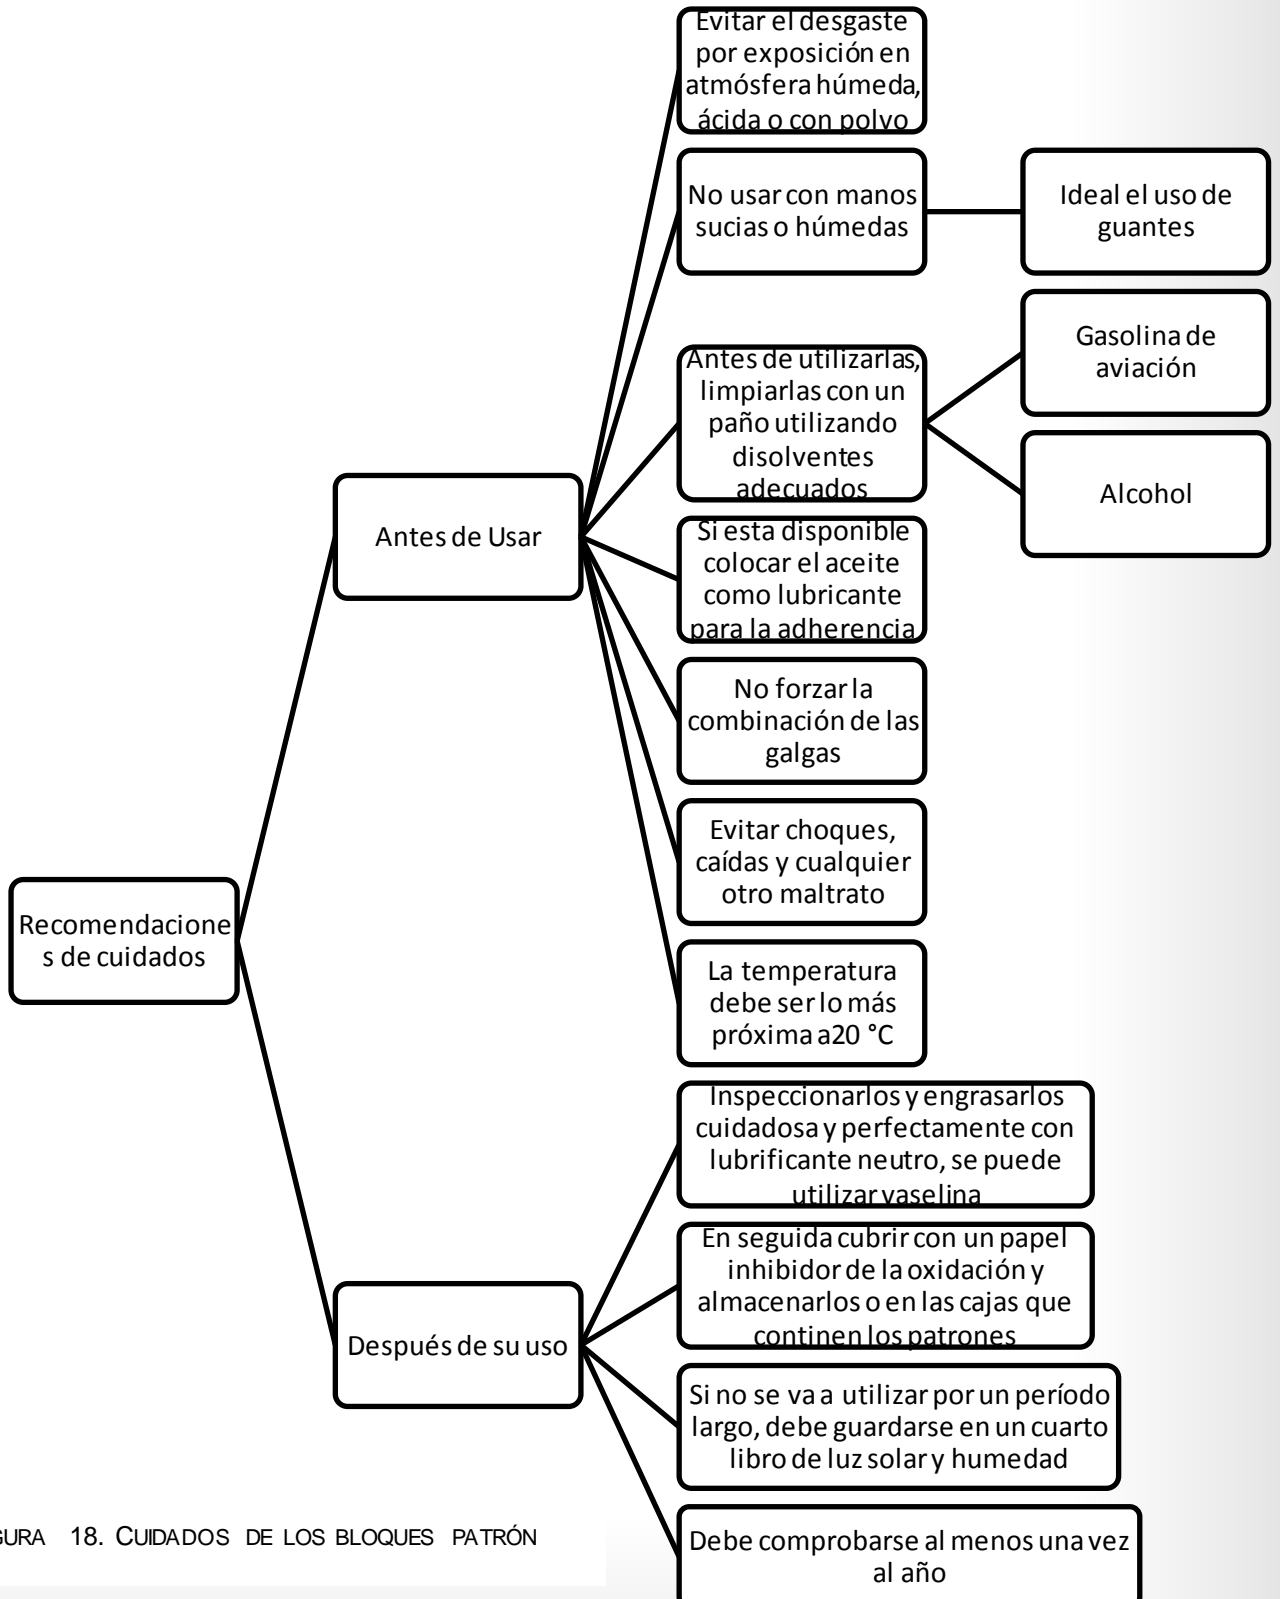 Recomendacione
s de cuidados
Antes de Usar
Evitar el desgaste
por exposición en
atmósfera húmeda,
ácida o con polvo
No usar con manos
sucias o húmedas
Ideal el uso de
guantes
Antes de utilizarlas,
limpiarlas con un
paño utilizando
disolventes
adecuados
Gasolina de
aviación
Alcohol
Si esta disponible
colocar el aceite
como lubricante
para la adherencia
No forzar la
combinación de las
galgas
Evitar choques,
caídas y cualquier
otro maltrato
La temperatura
debe ser lo más
próxima a20 °C
Después de su uso
Inspeccionarlos y engrasarlos
cuidadosa y perfectamente con
lubrificante neutro, se puede
utilizar vaselina
En seguida cubrir con un papel
inhibidor de la oxidación y
almacenarlos o en las cajas que
continen los patrones
Si no se va a utilizar por un período
largo, debe guardarse en un cuarto
libro de luz solar y humedad
Debe comprobarse al menos una vez
al año
GURA 18. CUIDADOS DE LOS BLOQUES PATRÓN